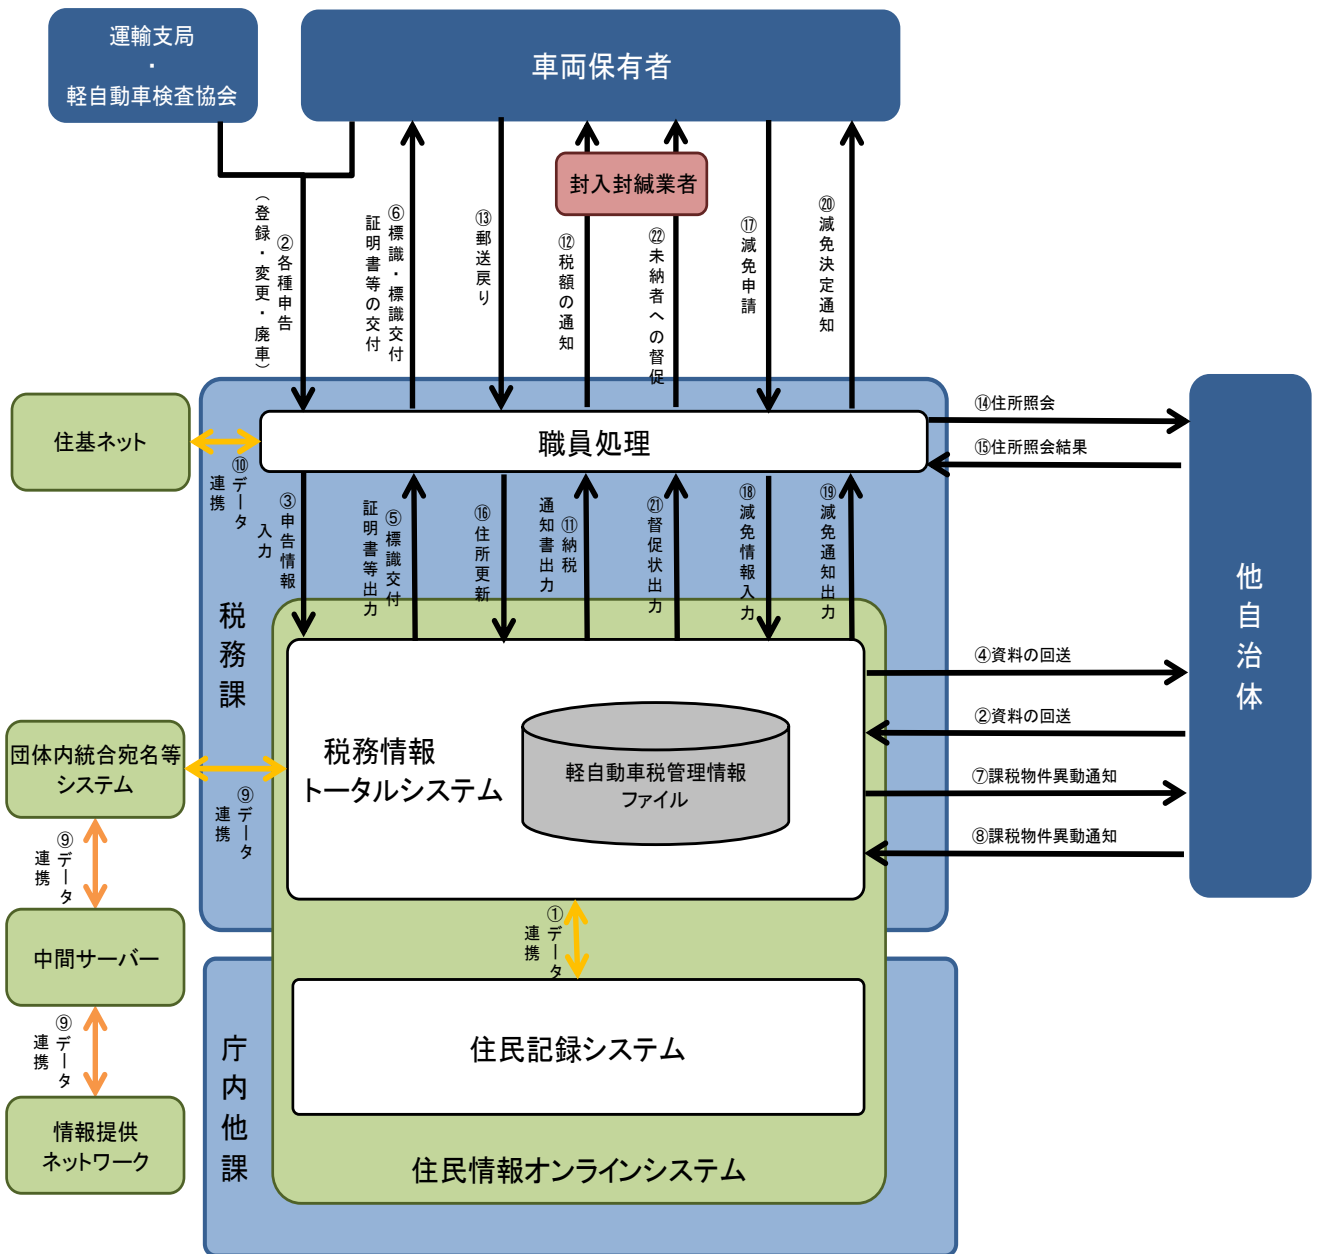 運輸支局
・
軽自動車検査協会
車両保有者
封入封緘業者
②各種申告
（登録・変更・廃車）
⑥標識・標識交付
証明書等の交付
⑬郵送戻り
⑫税額の通知
㉒未納者への督促
⑰減免申請
⑳減免決定通知
住基ネット
⑩データ
連携
職員処理
⑭住所照会
⑮住所照会結果
他自治体
③申告情報
入力
⑤標識交付
証明書等出力
⑯住所更新
⑪納税
通知書出力
㉑督促状出力
⑱減免情報入力
⑲減免通知出力
税務課
④資料の回送
②資料の回送
⑦課税物件異動通知
⑧課税物件異動通知
税務情報
トータルシステム
軽自動車税管理情報
ファイル
団体内統合宛名等
システム
⑨データ
連携
⑨データ
連携
中間サーバー
⑨データ
連携
情報提供
ネットワーク
①データ
連携
住民記録システム
庁内他課
住民情報オンラインシステム